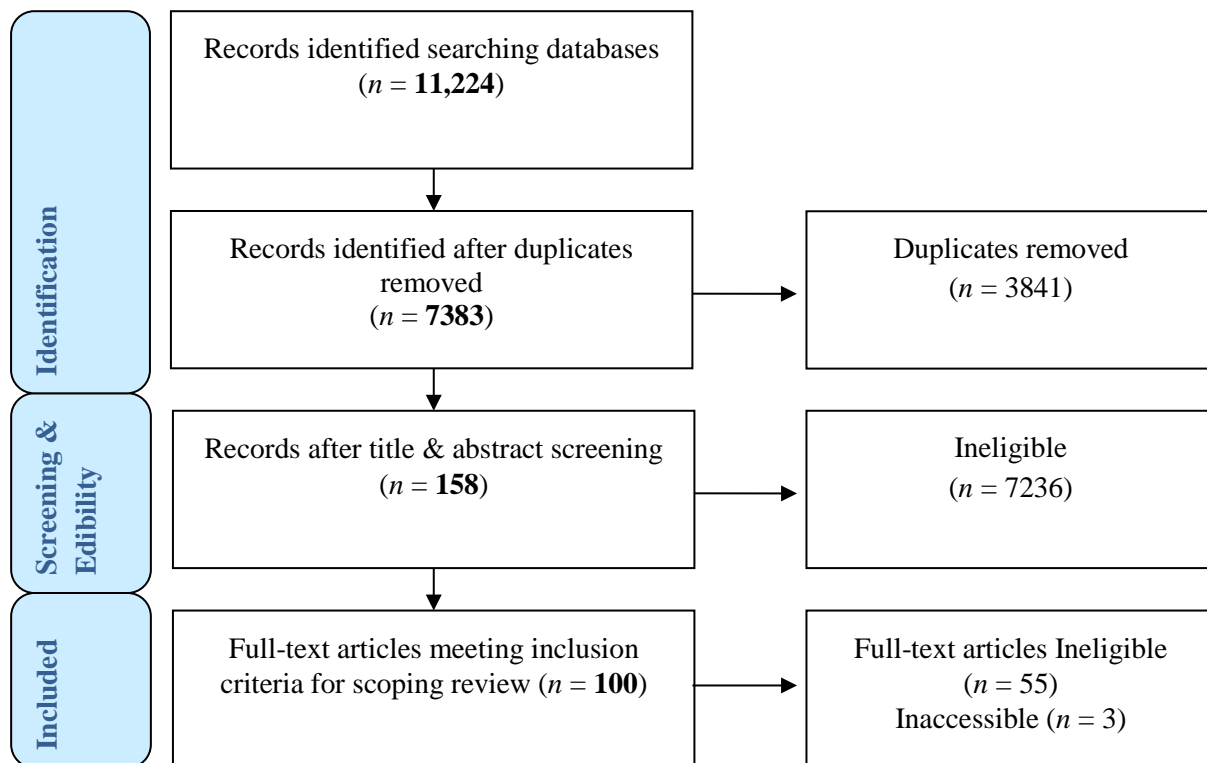 Identification
Records identified searching databases
(n = 11,224)
Records identified after duplicates
removed
(n = 7383)
Duplicates removed
(n = 3841)
Screening &
Edibility
Records after title & abstract screening
(n = 158)
Ineligible
(n = 7236)
Included
Full-text articles meeting inclusion
criteria for scoping review (n = 100)
Full-text articles Ineligible
(n = 55)
Inaccessible (n = 3)